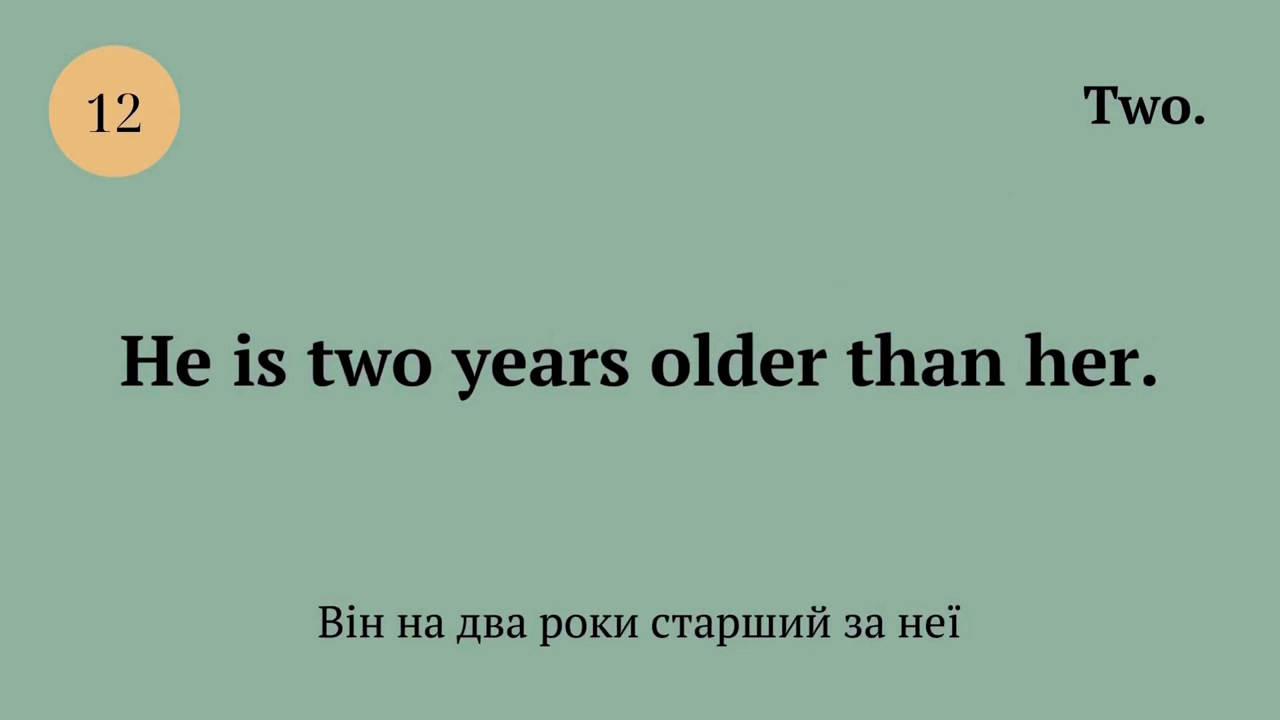 12
Two.
He is two years older than her.
Він на два роки старший за неї